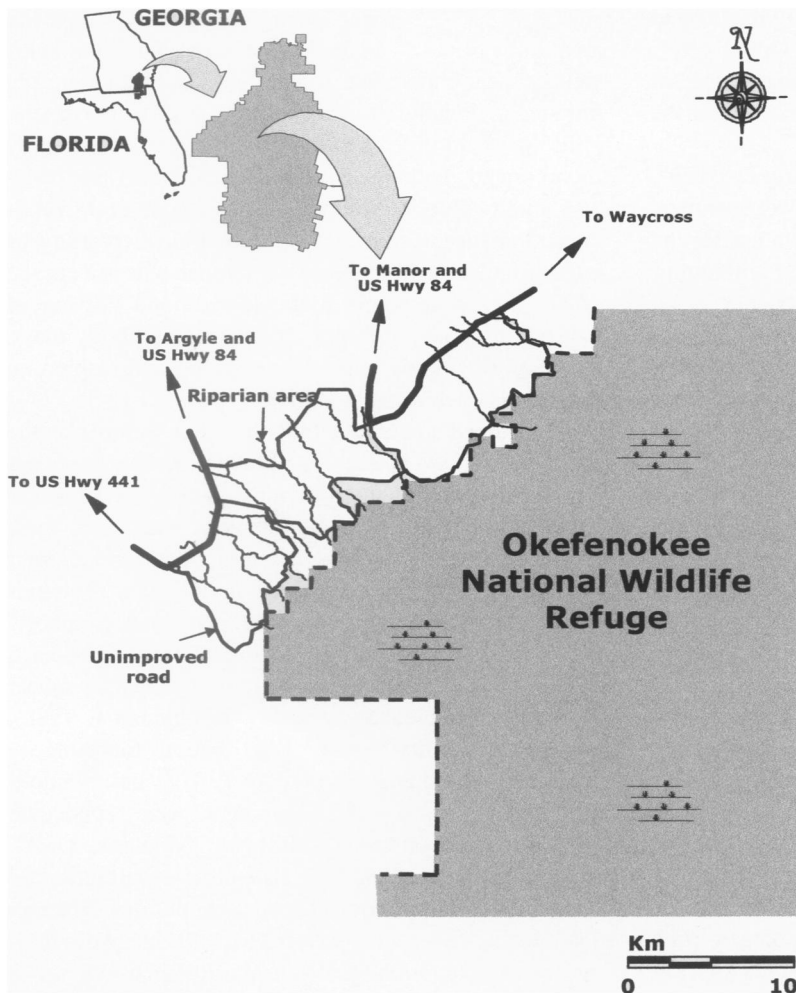 GEORGIA
N
FLORIDA
To Waycross
To Manor and
US Hwy 84
To Argyle and
US Hwy 84
Riparian area
To US Hwy 441
Okefenokee
National Wildlife
Refuge
Unimproved
road
Km
0 10